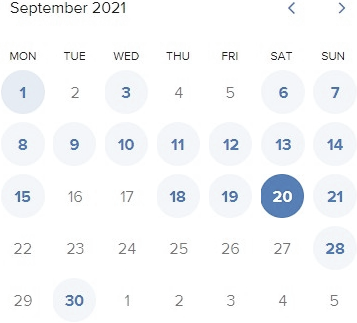 September 2021
MON TUE WED THU FRI SAT SUN
1 2 3 4 5 6 7
8 9 10 11 12 13 14
15 16 17 18 19 20 21
22 23 24 25 26 27 28
29 30 1 2 3 4 5